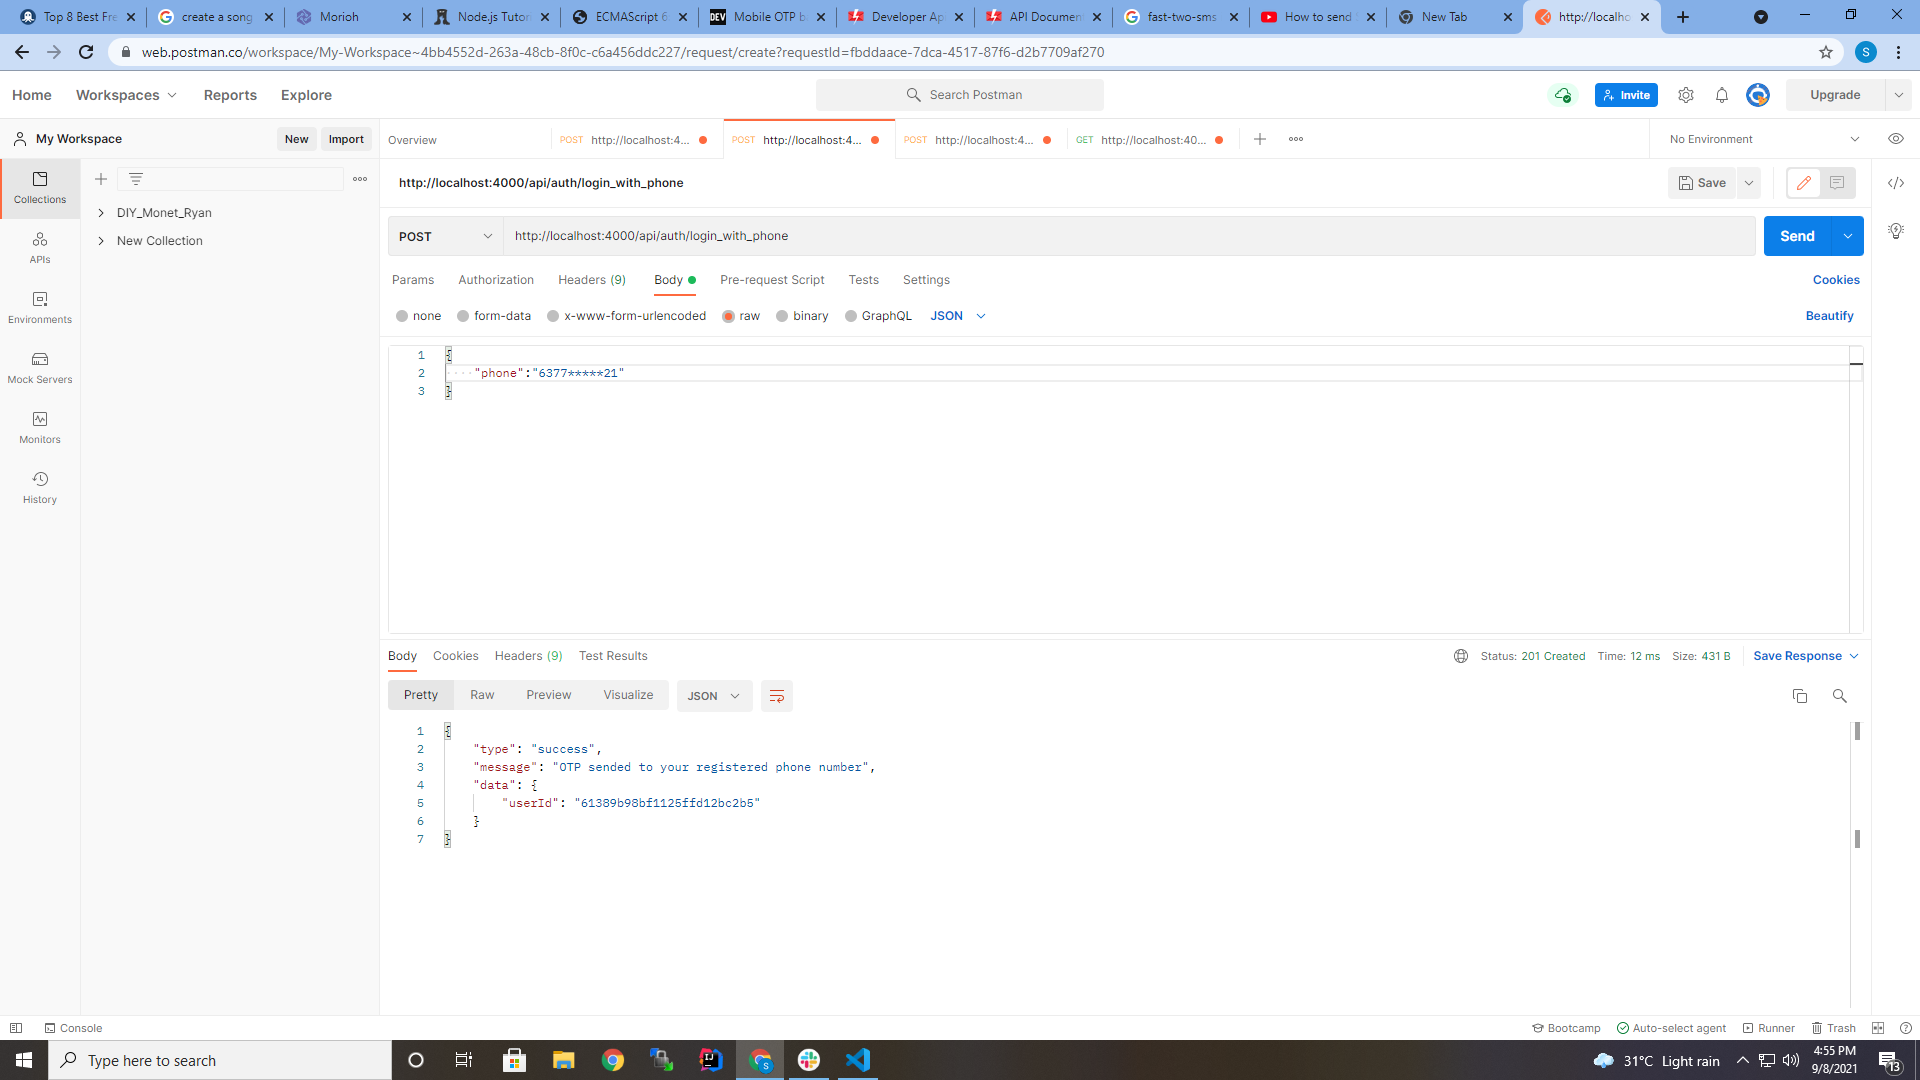 Top 8 Best Fre
create a song
Morioh
Node.js Tutor
ECMAScript 6
DEV Mobile OTP b
Developer Ap
API Document
fast-two-sms
How to send
New Tab
http://localho
web.postman.co/workspace/My-Workspace~4bb4552d-263a-48cb-8f0c-c6a456ddc227/request/create?requestId=fbddaace-7dca-4517-87f6-d2b7709af270
S
Home Workspaces Reports Explore
Search Postman
Invite
Upgrade
My Workspace New Import
Overview
POST http://localhost:4...
POST http://localhost:4...
POST http://localhost:4...
GET http://localhost:40...
No Environment
Collections
APIs
Environments
Mock Servers
Monitors
History
DIY_Monet_Ryan
New Collection
http://localhost:4000/api/auth/login_with_phone
Save
POST http://localhost:4000/api/auth/login_with_phone
Send
Params Authorization Headers (9) Body Pre-request Script Tests Settings Cookies
none form-data x-www-form-urlencoded raw binary GraphQL JSON Beautify
1 {
2 ····"phone":"6377*****21"
3 }
Body Cookies Headers (9) Test Results
Status: 201 Created Time: 12 ms Size: 431 B Save Response
Pretty Raw Preview Visualize JSON
1 {
2 "type": "success",
3 "message": "OTP sended to your registered phone number",
4 "data": {
5 "userId": "61389b98bf1125ffd12bc2b5"
6 }
7 }
Console
Bootcamp Auto-select agent Runner Trash
Type here to search
S
31°C Light rain
4:55 PM
9/8/2021
13